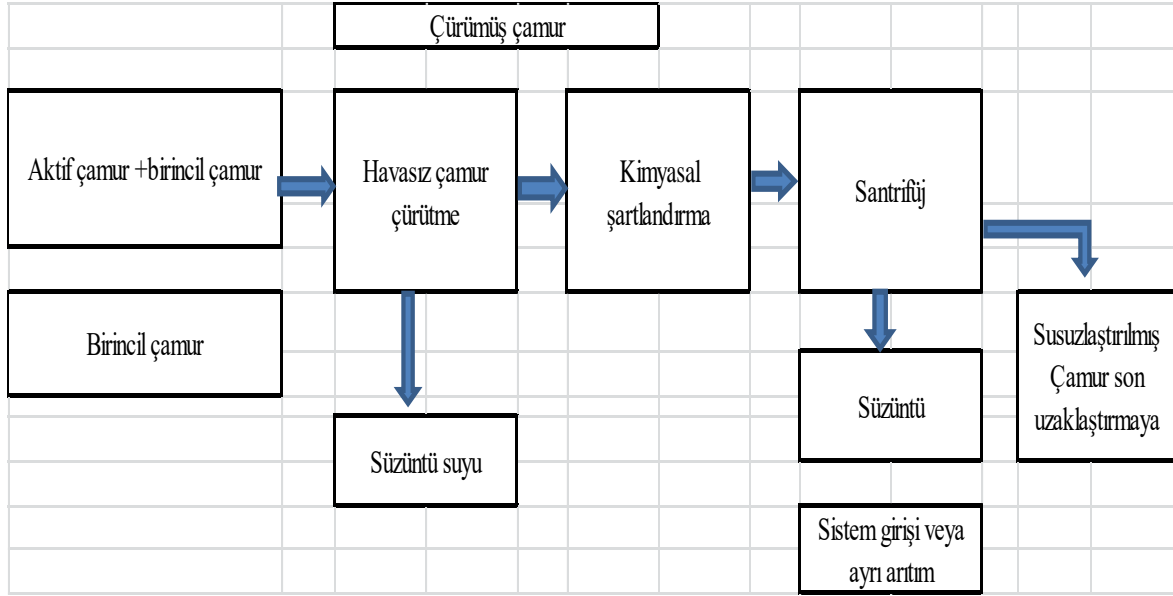 Çürümüş çamur
Aktif çamur +birincil çamur
Havasız çamur
çürütme
Kimyasal
şartlandırma
Santrifüj
Birincil çamur
Süzüntü suyu
Süzüntü
Susuzlaştırılmış
Çamur son
uzaklaştırmaya
Sistem girişi veya
ayrı arıtım